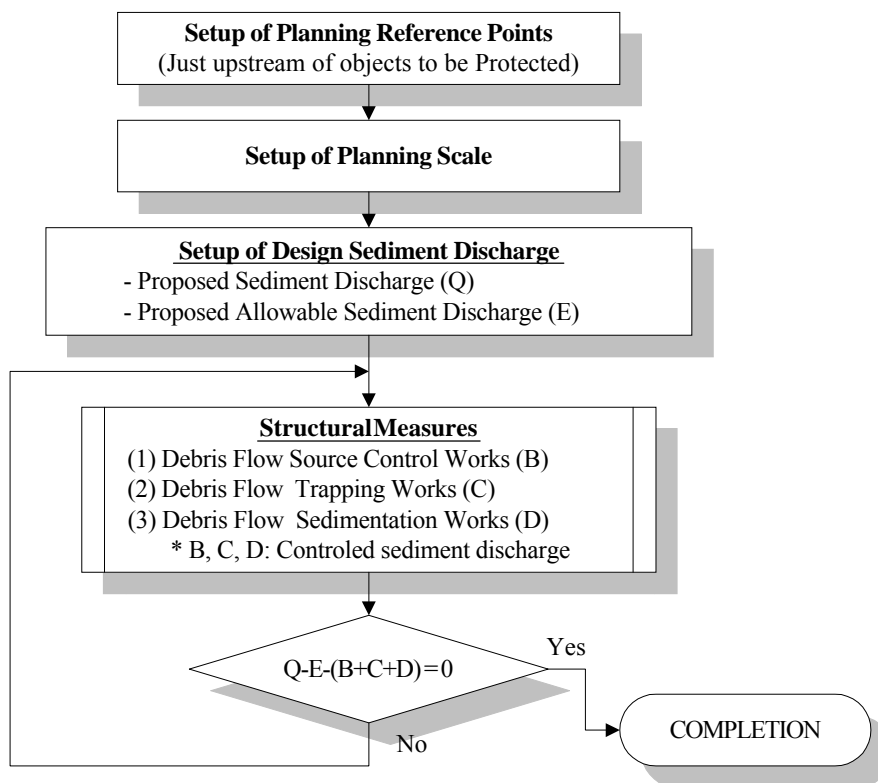 Setup of Planning Reference Points
(Just upstream of objects to be Protected)
Setup of Planning Scale
Setup of Design Sediment Discharge
- Proposed Sediment Discharge (Q)
- Proposed Allowable Sediment Discharge (E)
StructuralMeasures
(1) Debris Flow Source Control Works (B)
(2) Debris Flow Trapping Works (C)
(3) Debris Flow Sedimentation Works (D)
* B, C, D: Controled sediment discharge
Q-E-(B+C+D)=0
Yes
No
COMPLETION